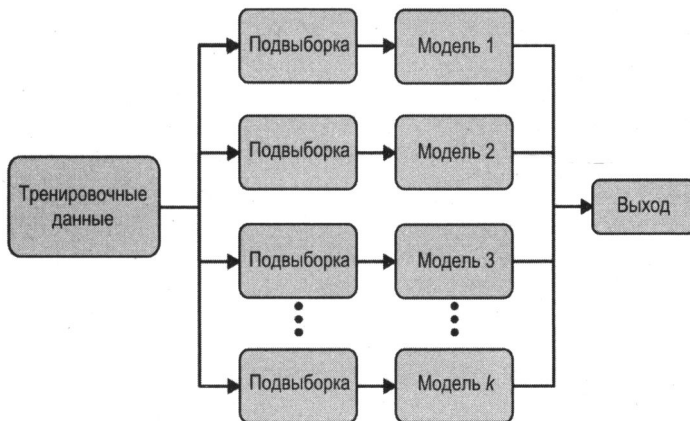 Подвыборка
Модель 1
Подвыборка
Модель 2
Тренировочные
данные
Выход
Подвыборка
Модель 3
Подвыборка
Модель k